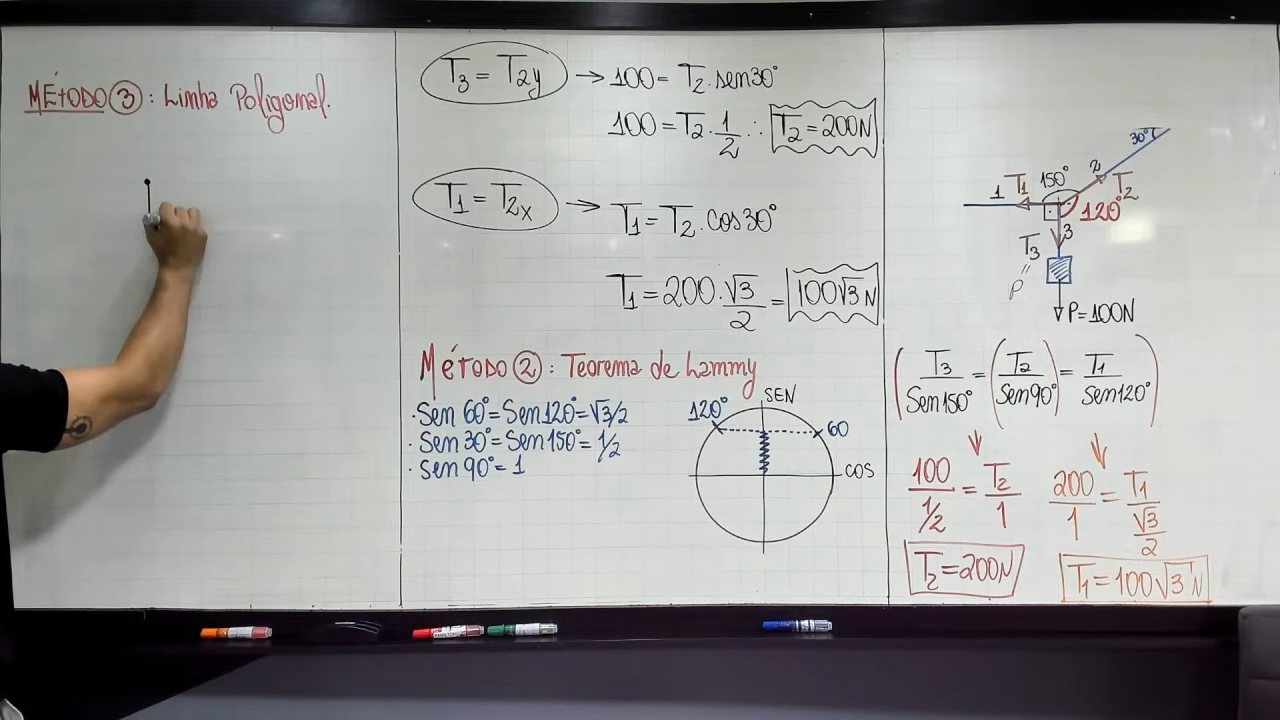 MÉTODO 3: Linha Poligonal.
T3 = T2y → 100 = T2 . sen30°
100 = T2 . 1/2 ∴ T2 = 200N
T1 = T2x → T1 = T2 . cos30°
T1 = 200 . √3/2 = 100√3 N
MÉTODO 2: Teorema de Lammy
· Sen 60° = Sen 120° = √3/2
· Sen 30° = Sen 150° = 1/2
· Sen 90° = 1
SEN
120°
60
COS
30°
2
1 T1 150° T2
120°
T3 3
P
P = 100N
(T3/Sen150° = (T2/Sen90°) = T1/Sen120°)
100/1/2 = T2/1
200/1 = T1/√3/2
T2 = 200N
T1 = 100√3 N